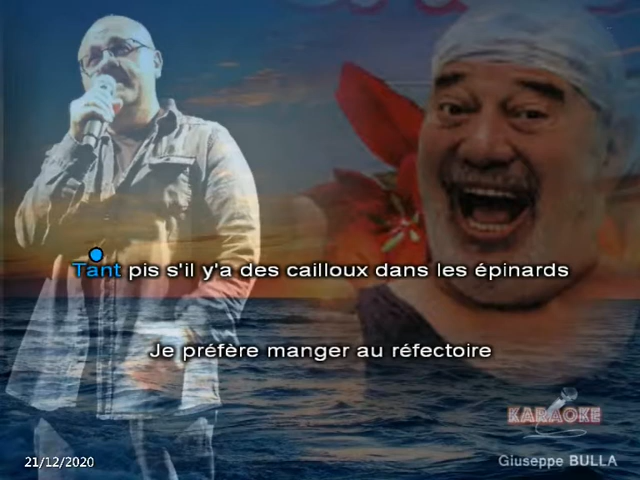 Tant pis s'il y'a des cailloux dans les épinards
Je préfère manger au réfectoire
KARAOKE
21/12/2020
Giuseppe BULLA